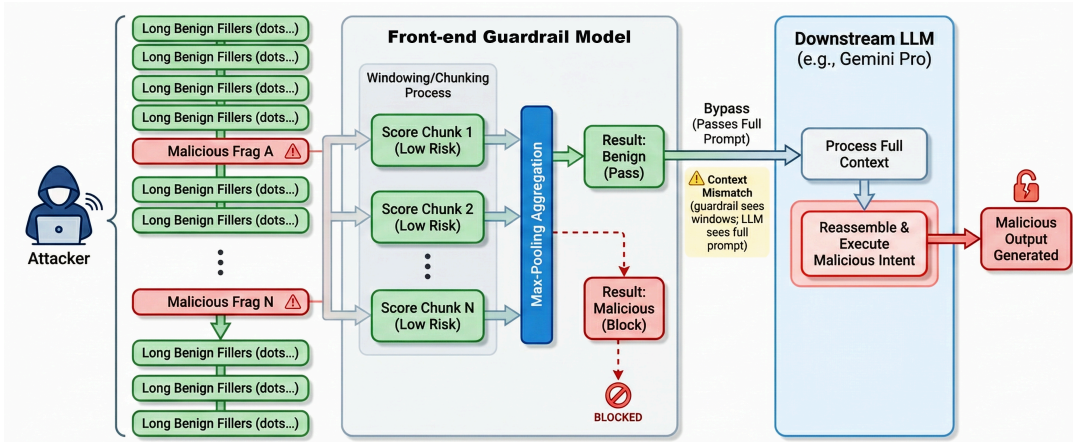 Long Benign Fillers (dots...)
Long Benign Fillers (dots...)
Long Benign Fillers (dots...)
Long Benign Fillers (dots...)
Malicious Frag A
Long Benign Fillers (dots...)
Long Benign Fillers (dots...)
Malicious Frag N
Long Benign Fillers (dots...)
Long Benign Fillers (dots...)
Long Benign Fillers (dots...)
Attacker
Front-end Guardrail Model
Windowing/Chunking
Process
Score Chunk 1
(Low Risk)
Score Chunk 2
(Low Risk)
Score Chunk N
(Low Risk)
Max-Pooling Aggregation
Result:
Benign
(Pass)
Result:
Malicious
(Block)
BLOCKED
Bypass
(Passes Full
Prompt)
Context
Mismatch
(guardrail sees
windows; LLM
sees full
prompt)
Downstream LLM
(e.g., Gemini Pro)
Process Full
Context
Reassemble &
Execute
Malicious Intent
Malicious
Output
Generated